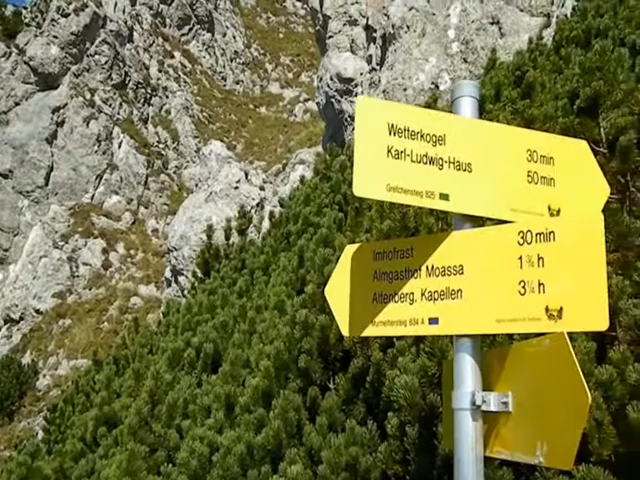 Wetterkogel 30 min
Karl-Ludwig-Haus 50 min
Gretchensteig 825
Imhofrast 30 min
Almgasthof Moassa 1 ¾ h
Altenberg, Kapellen 3 ¼ h
834 A